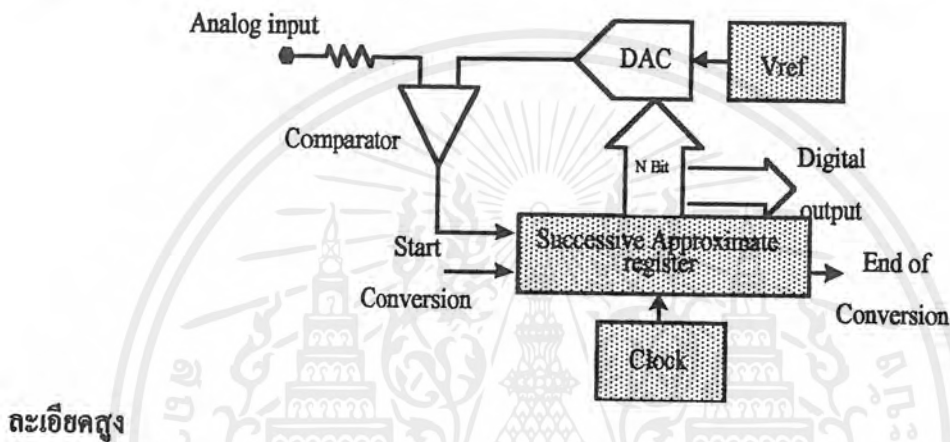 Analog input
DAC
Vref
Comparator
N Bit
Digital
output
Start
Conversion
Successive Approximate
register
End of
Conversion
Clock
ละเอียดสูง